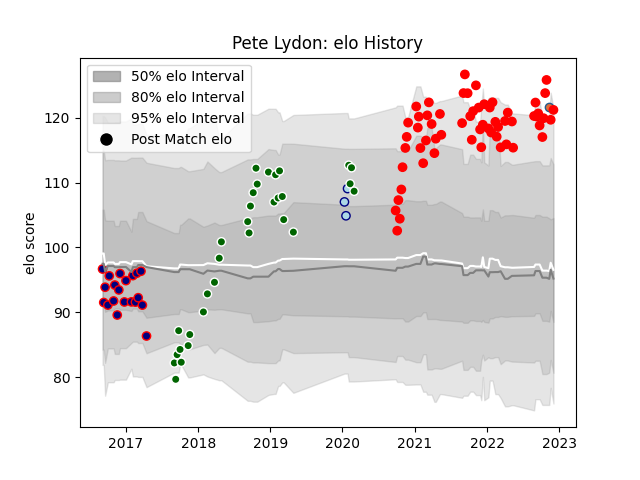 Pete Lydon: elo History
50% elo Interval
80% elo Interval
95% elo Interval
Post Match elo
elo score
120
110
100
90
80
2017 2018 2019 2020 2021 2022 2023